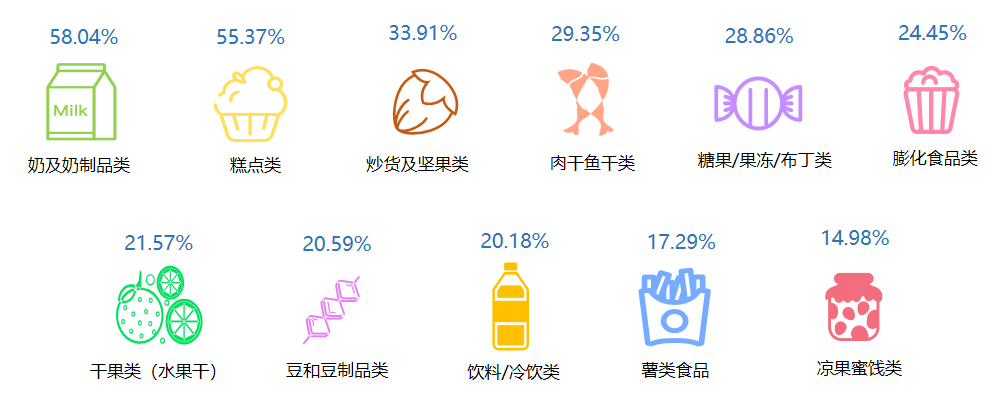 58.04%
55.37%
33.91%
29.35%
28.86%
24.45%
Milk
奶及奶制品类
糕点类
炒货及坚果类
肉干鱼干类
糖果/果冻/布丁类
膨化食品类
21.57%
20.59%
20.18%
17.29%
14.98%
干果类（水果干）
豆和豆制品类
饮料/冷饮类
薯类食品
凉果蜜饯类